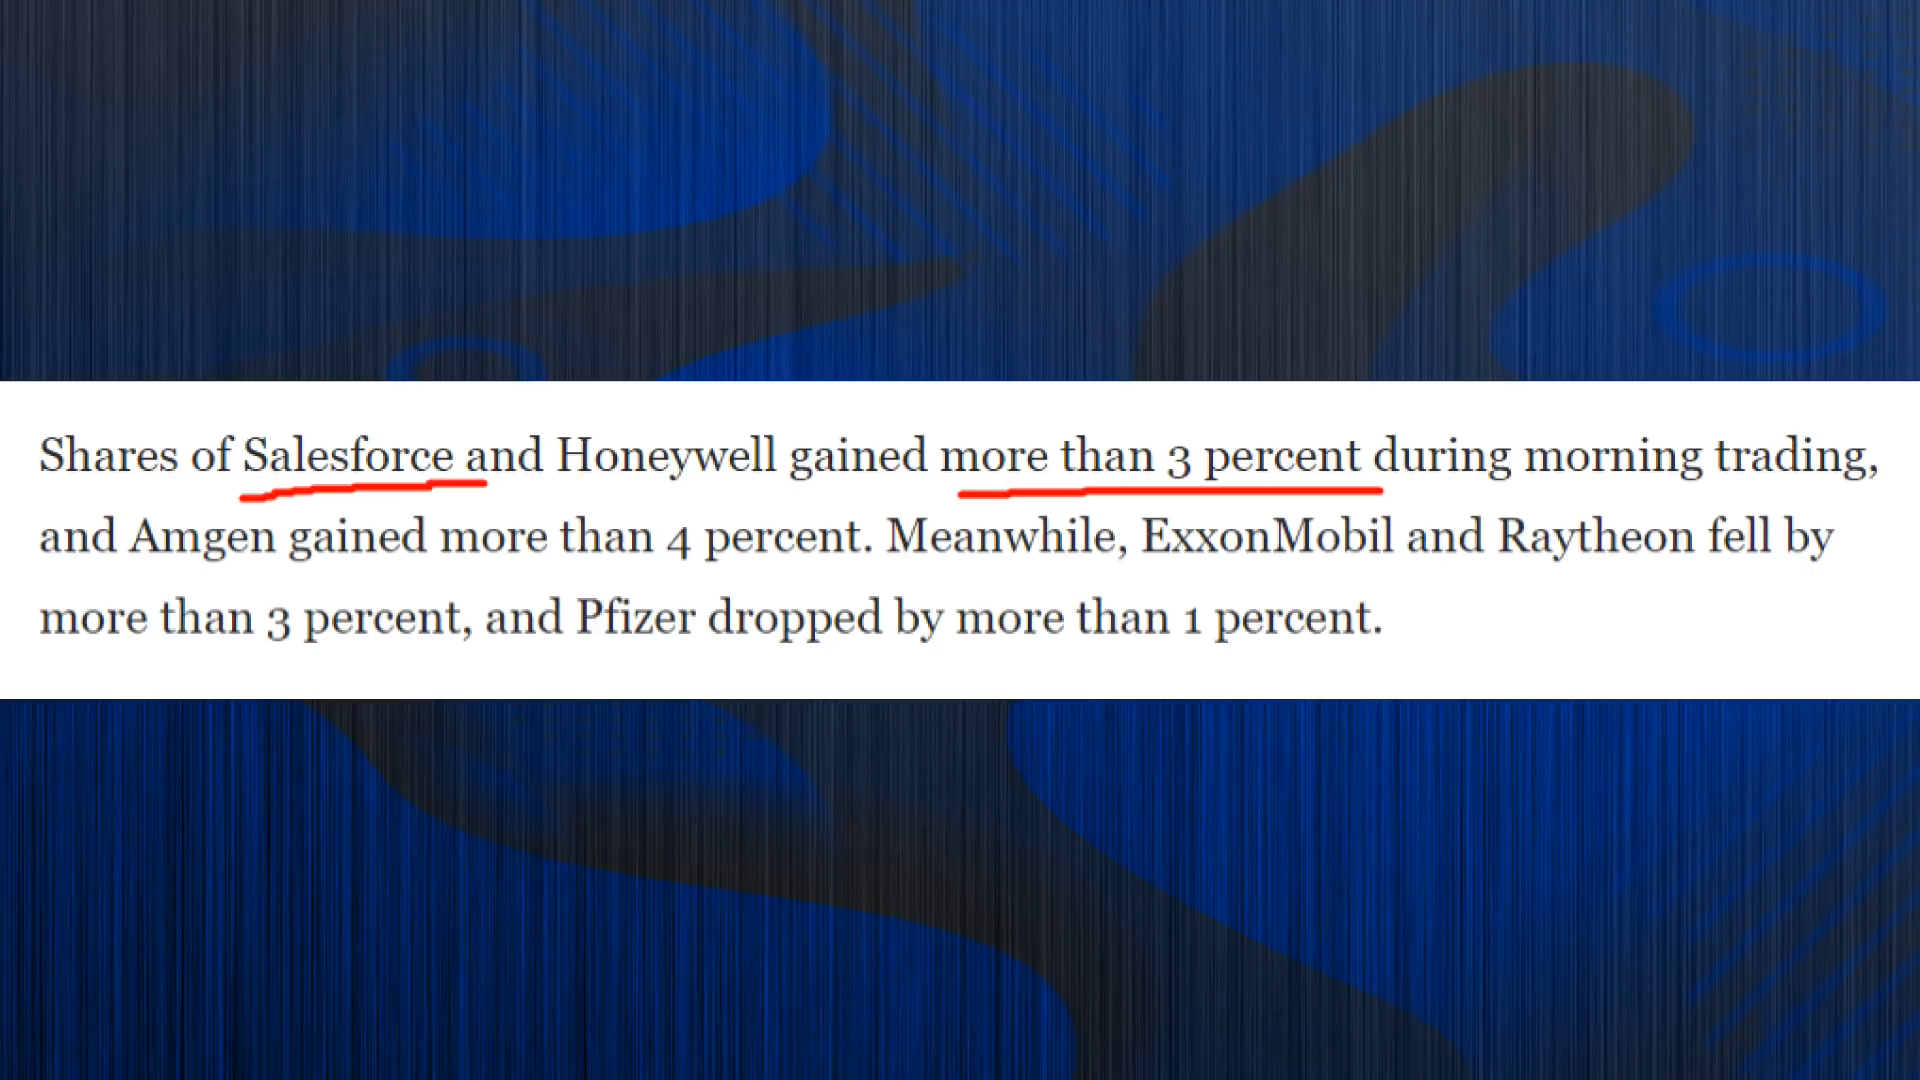 Shares of Salesforce and Honeywell gained more than 3 percent during morning trading,
and Amgen gained more than 4 percent. Meanwhile, ExxonMobil and Raytheon fell by
more than 3 percent, and Pfizer dropped by more than 1 percent.